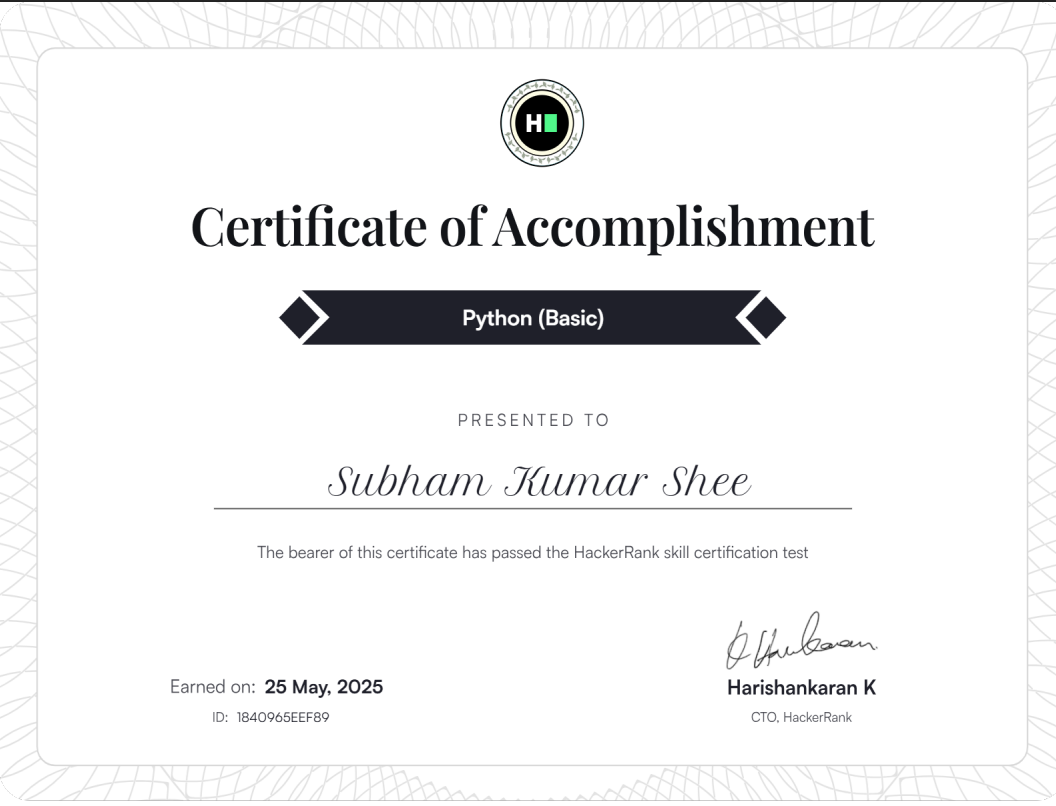 H
Certificate of Accomplishment
Python (Basic)
PRESENTED TO
Subham Kumar Shee
The bearer of this certificate has passed the HackerRank skill certification test
Earned on: 25 May, 2025
ID: 1840965EEF89
Harishankaran K
CTO, HackerRank